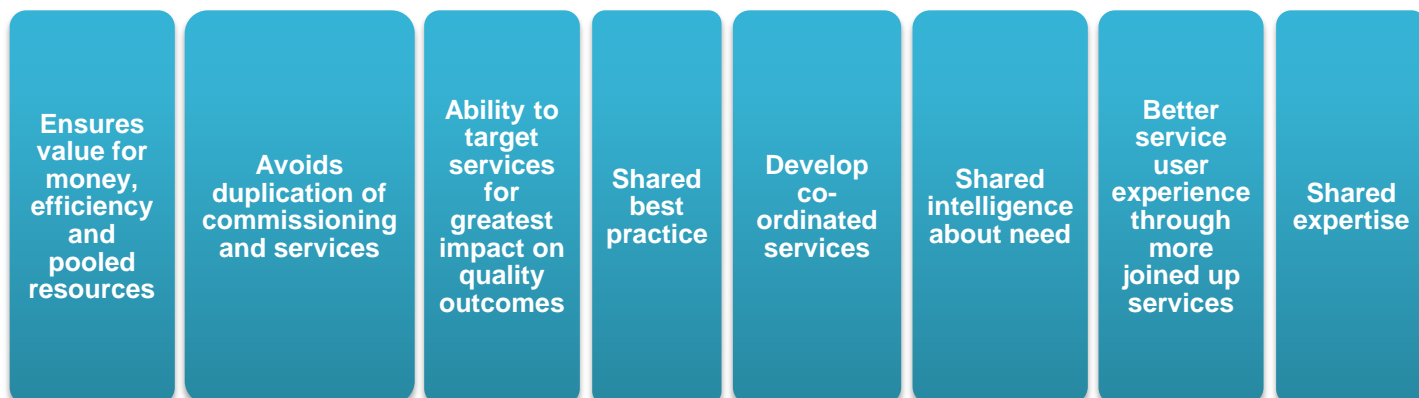 Ensures
value for
money,
efficiency
and
pooled
resources
Avoids
duplication of
commissioning
and services
Ability to
target
services
for
greatest
impact on
quality
outcomes
Shared
best
practice
Develop
co-
ordinated
services
Shared
intelligence
about need
Better
service
user
experience
through
more
joined up
services
Shared
expertise